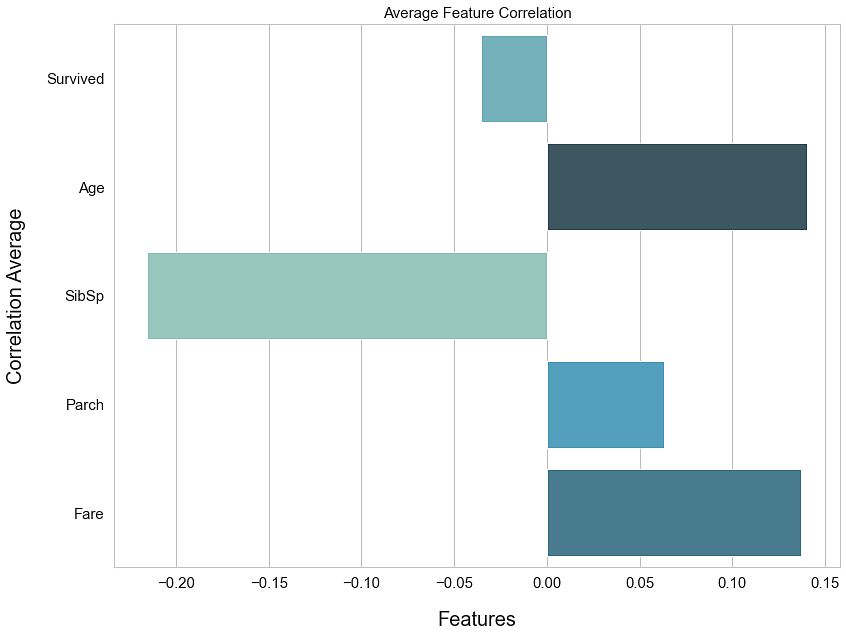 Average Feature Correlation
Survived
Age
SibSp
Parch
Fare
Correlation Average
−0.20 −0.15 −0.10 −0.05 0.00 0.05 0.10 0.15
Features